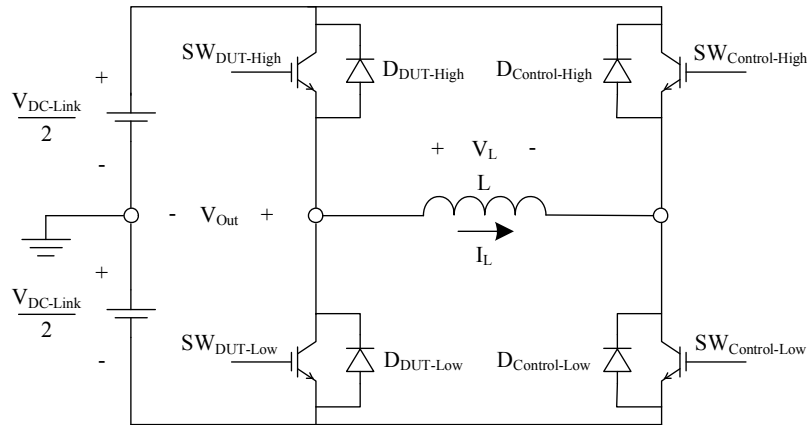 SW_DUT-High
D_DUT-High
D_Control-High
SW_Control-High
+
V_DC-Link
2
-
+ V_L -
L
I_L
- V_Out +
+
V_DC-Link
2
-
SW_DUT-Low
D_DUT-Low
D_Control-Low
SW_Control-Low